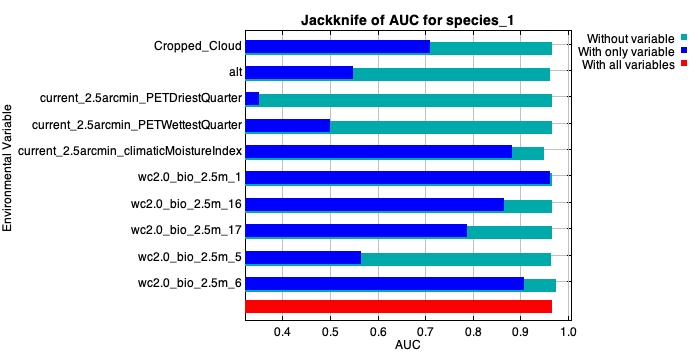 Jackknife of AUC for species_1
Without variable
With only variable
With all variables
Environmental Variable
Cropped_Cloud
alt
current_2.5arcmin_PETDriestQuarter
current_2.5arcmin_PETWettestQuarter
current_2.5arcmin_climaticMoistureIndex
wc2.0_bio_2.5m_1
wc2.0_bio_2.5m_16
wc2.0_bio_2.5m_17
wc2.0_bio_2.5m_5
wc2.0_bio_2.5m_6
0.4 0.5 0.6 0.7 0.8 0.9 1.0
AUC